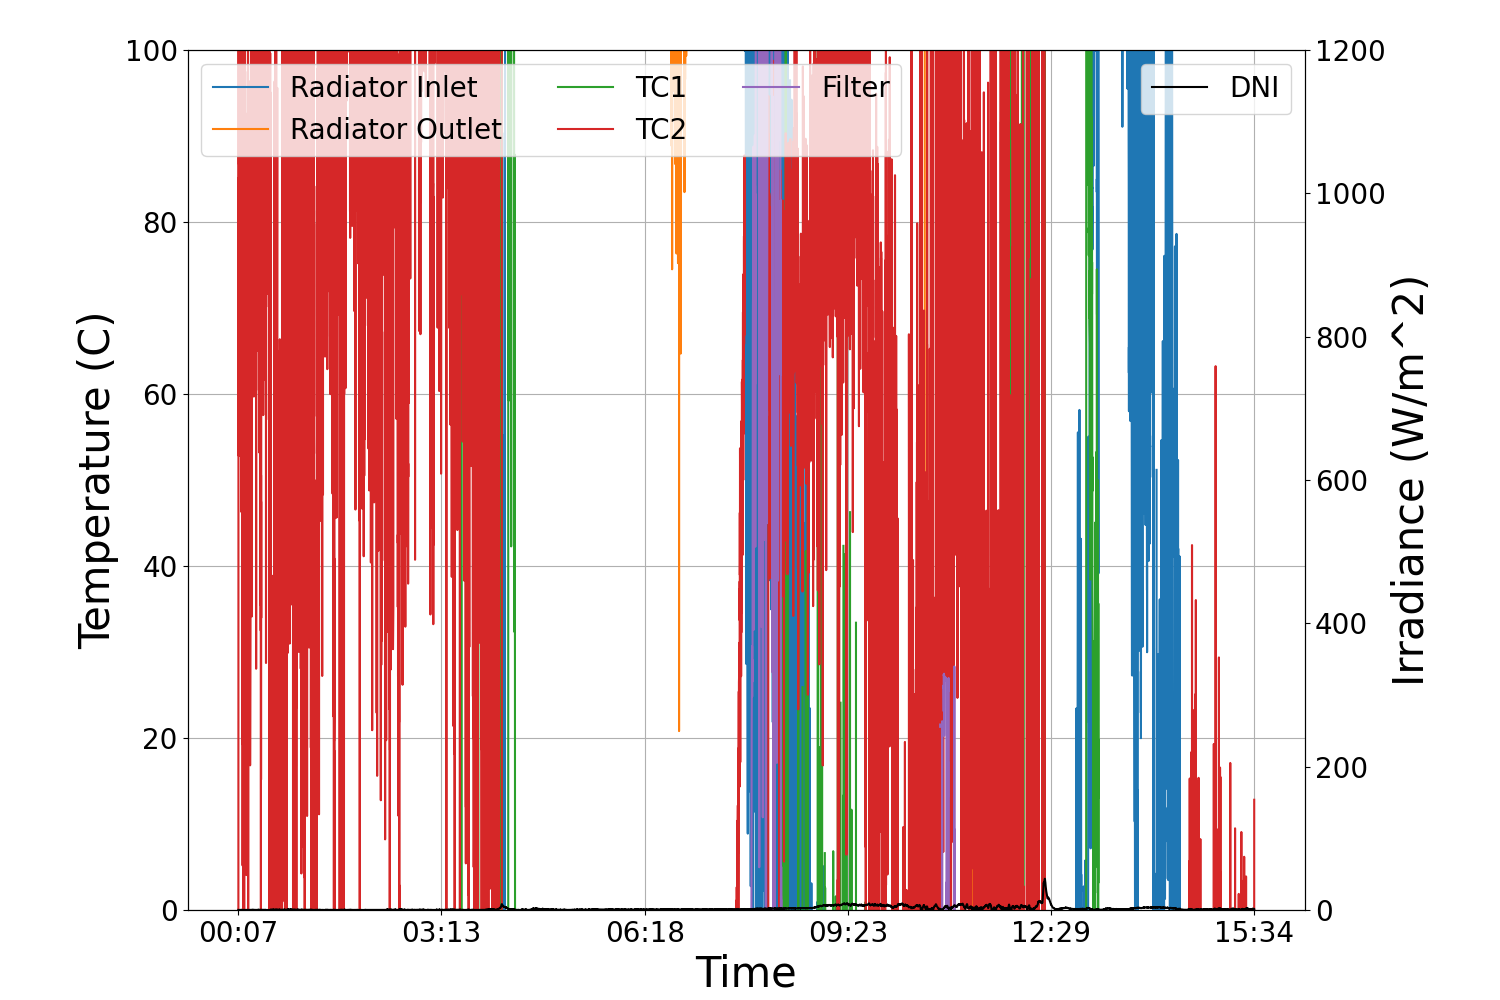 Radiator Inlet
Radiator Outlet
TC1
TC2
Filter
DNI
100
80
60
40
20
0
Temperature (C)
1200
1000
800
600
400
200
0
Irradiance (W/m^2)
00:07 03:13 06:18 09:23 12:29 15:34
Time